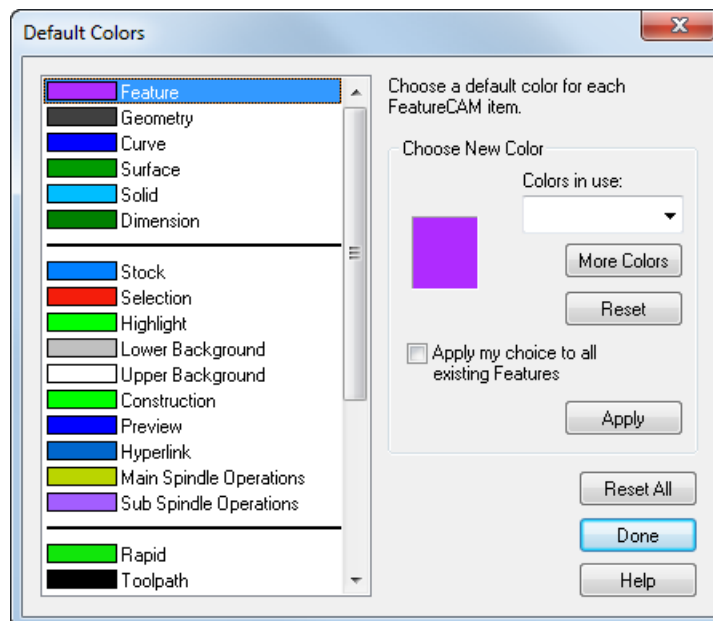 Default Colors
Feature
Geometry
Curve
Surface
Solid
Dimension
Stock
Selection
Highlight
Lower Background
Upper Background
Construction
Preview
Hyperlink
Main Spindle Operations
Sub Spindle Operations
Rapid
Toolpath
Choose a default color for each
FeatureCAM item.
Choose New Color
Colors in use:
More Colors
Reset
Apply my choice to all
existing Features
Apply
Reset All
Done
Help